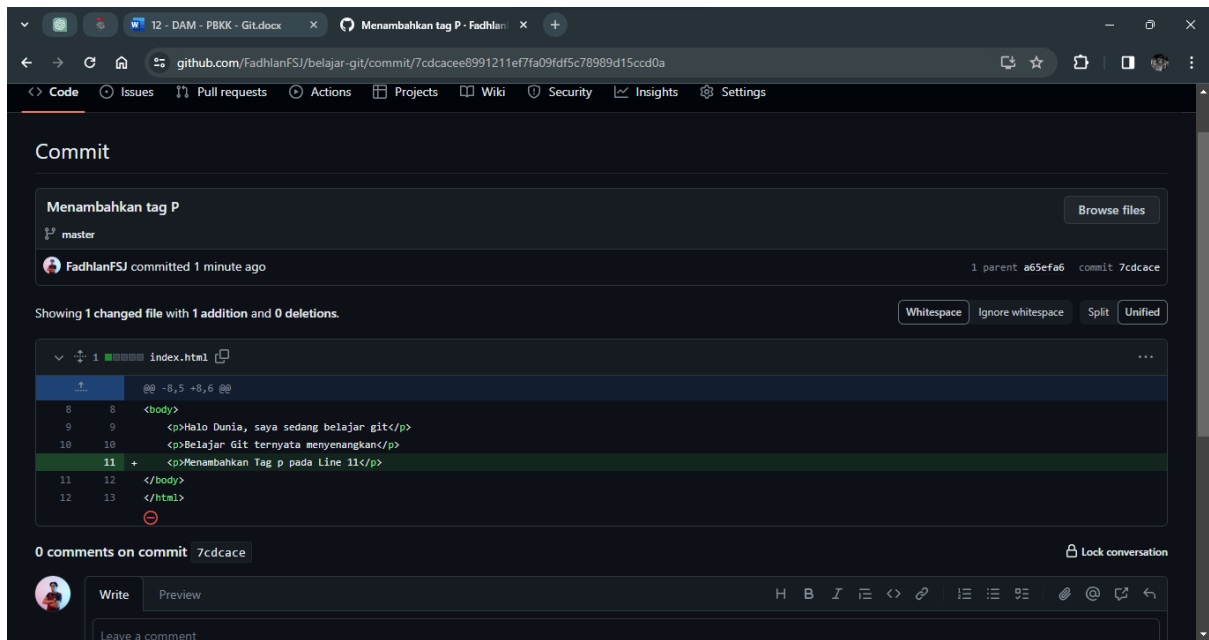 12 - DAM - PBKK - Git.docx
Menambahkan tag P · Fadhlan
github.com/FadhlanFSJ/belajar-git/commit/7cdcacee8991211ef7fa09fdf5c78989d15ccd0a
Code Issues Pull requests Actions Projects Wiki Security Insights Settings
Commit
Menambahkan tag P
Browse files
master
FadhlanFSJ committed 1 minute ago
1 parent a65efa6 commit 7cdcace
Showing 1 changed file with 1 addition and 0 deletions.
Whitespace Ignore whitespace Split Unified
1 index.html
@@ -8,5 +8,6 @@
8 8 <body>
9 9 <p>Halo Dunia, saya sedang belajar git</p>
10 10 <p>Belajar Git ternyata menyenangkan</p>
11 + <p>Menambahkan Tag p pada Line 11</p>
11 12 </body>
12 13 </html>
0 comments on commit 7cdcace
Lock conversation
Write Preview
Leave a comment